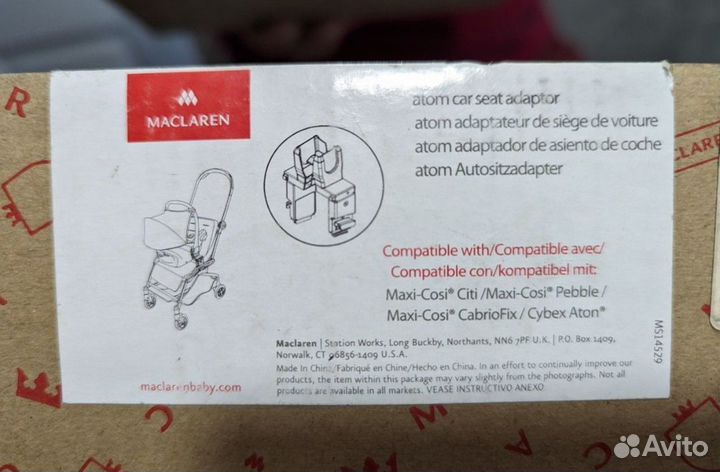 MACLAREN
atom car seat adaptor
atom adaptateur de siège de voiture
atom adaptador de asiento de coche
atom Autositzadapter
Compatible with/Compatible avec/
Compatible con/kompatibel mit:
Maxi-Cosi® Citi /Maxi-Cosi® Pebble /
Maxi-Cosi® CabrioFix / Cybex Aton®
Maclaren | Station Works, Long Buckby, Northants, NN6 7PF U.K. | P.O. Box 1409,
Norwalk, CT 06856-1409 U.S.A.
Made in China/Fabriqué en Chine/Hecho en China. In an effort to continually improve our
products, the item within this package may vary slightly from the photographs. Not all
products are available in all markets. VEASE INSTRUCTIVO ANEXO.
maclarenbaby.com
MS14529
R
CLARE
E
C
M
A
C
Avito